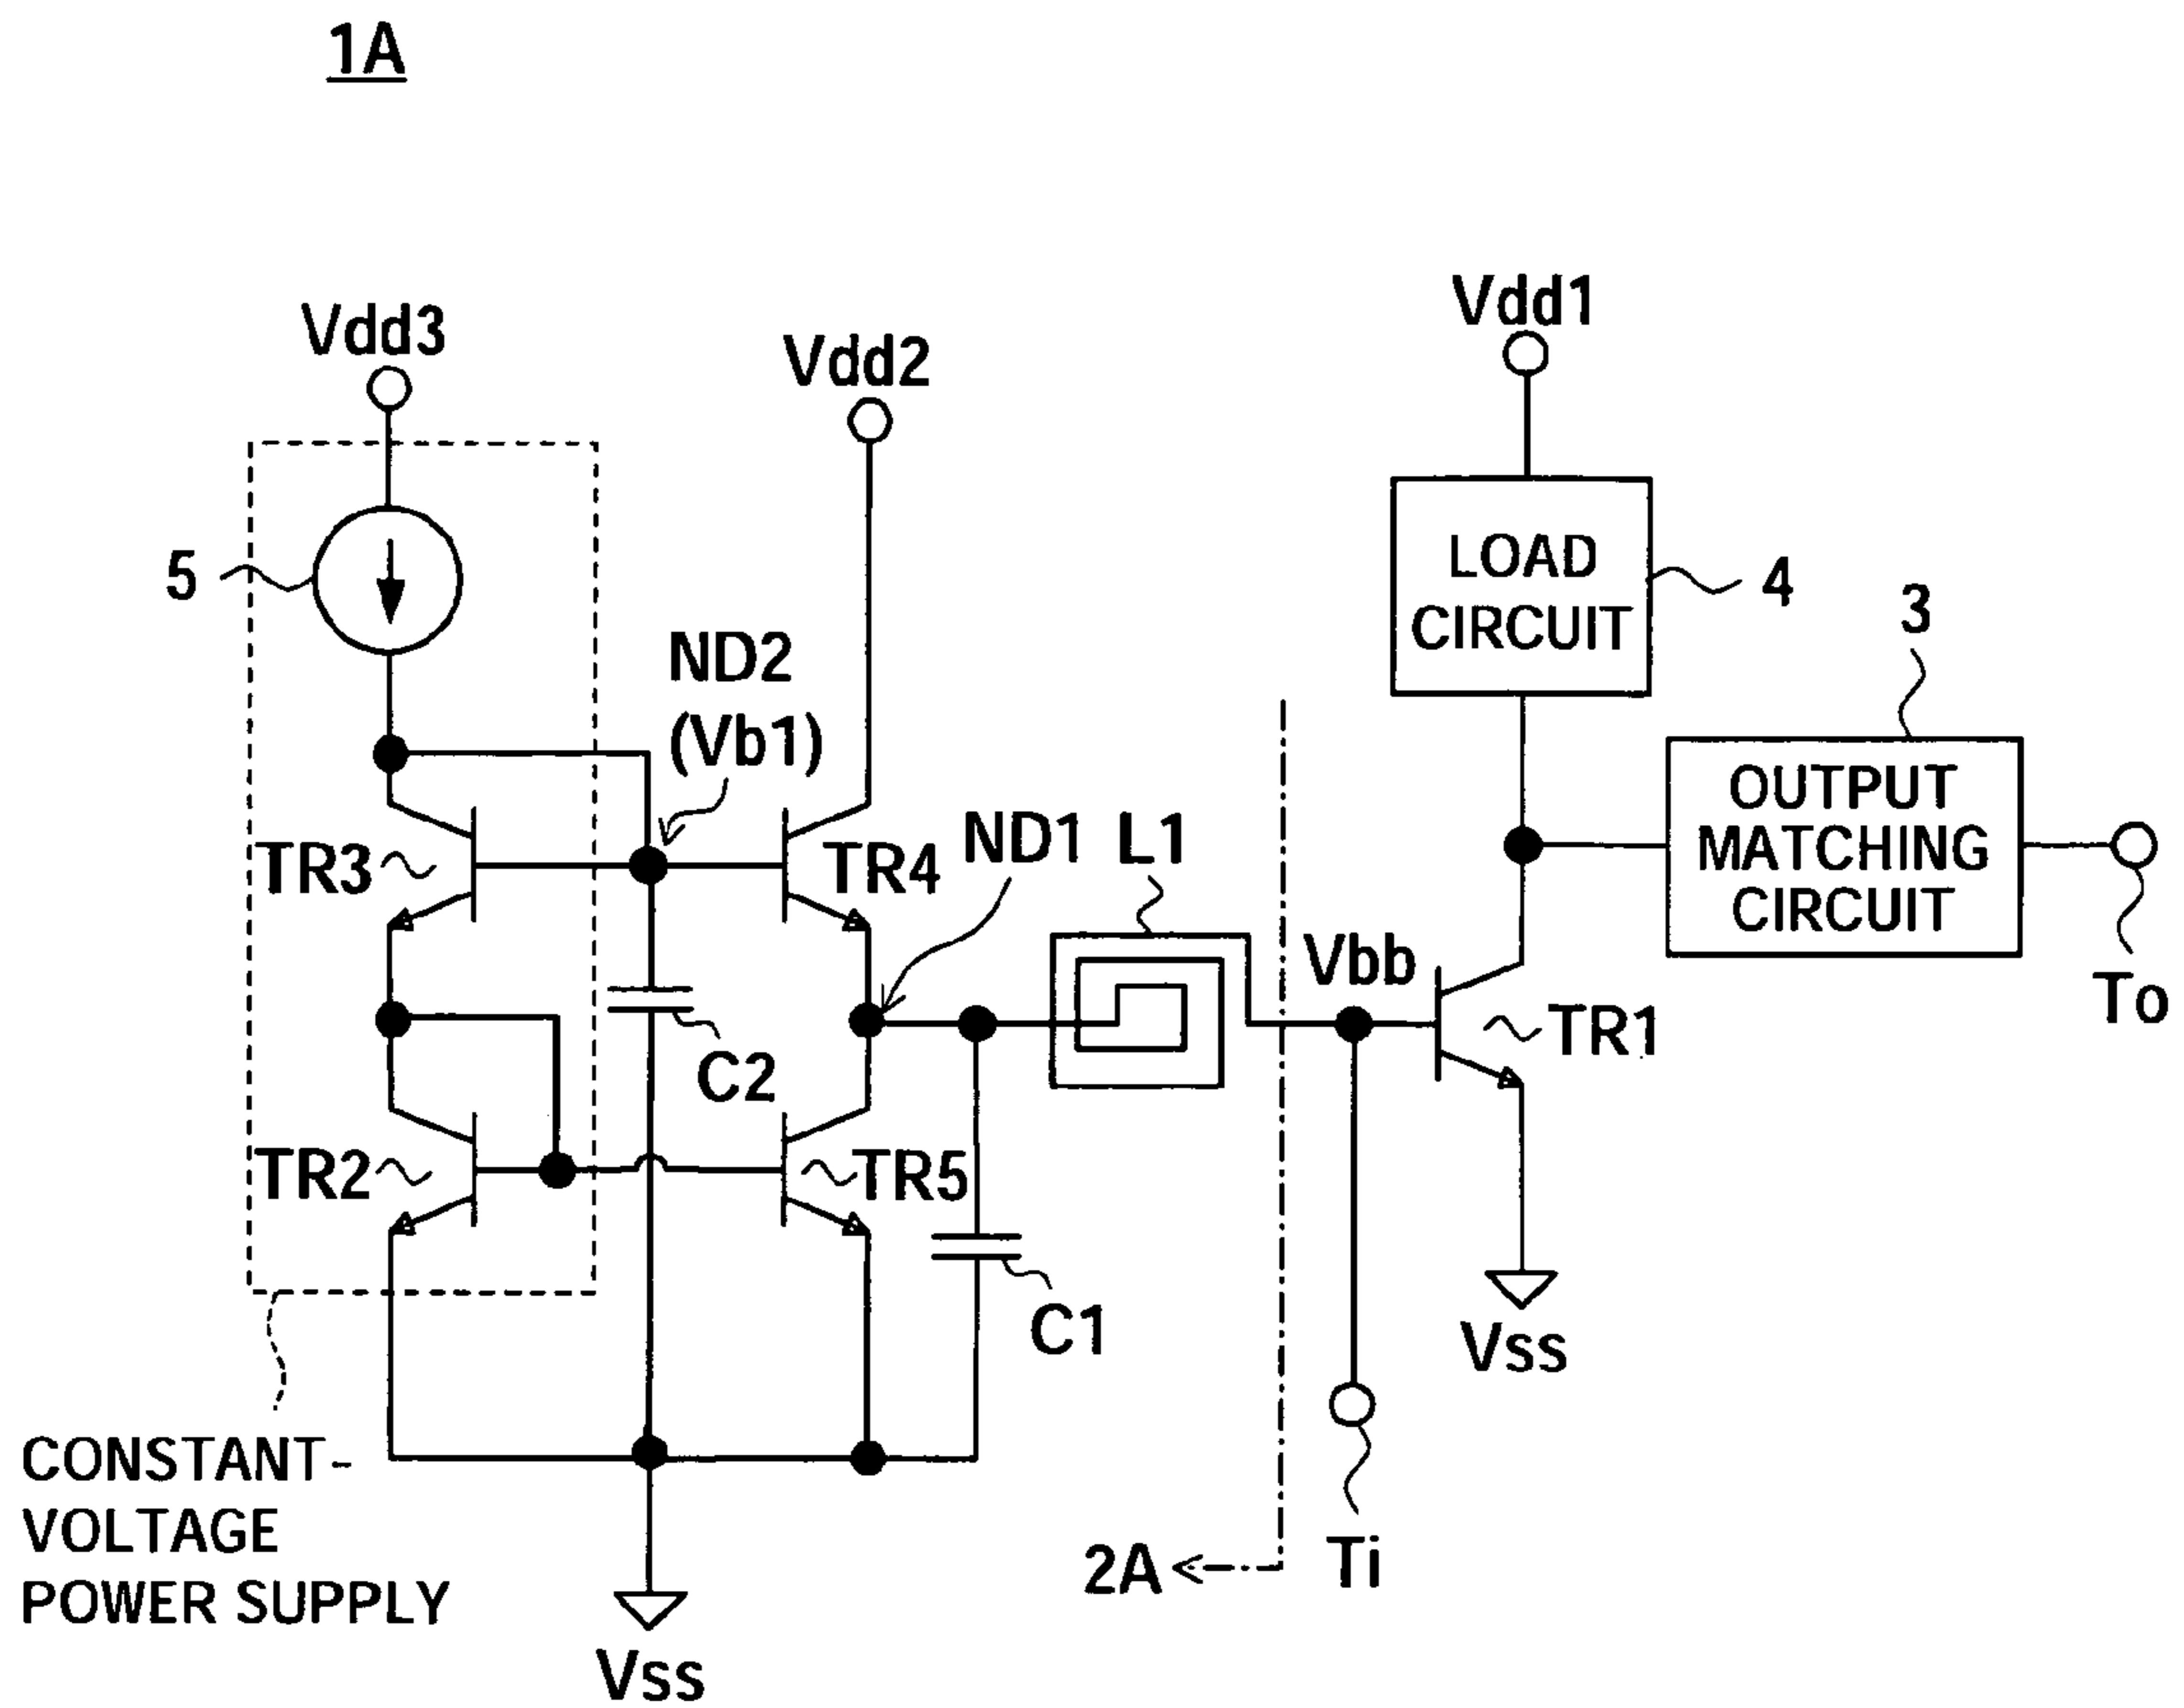 1A
Vdd3
Vdd2
Vdd1
5
LOAD
CIRCUIT
4
3
ND2
(Vb1)
OUTPUT
MATCHING
CIRCUIT
To
TR3
TR4
ND1
L1
Vbb
TR1
C2
TR2
TR5
C1
Vss
CONSTANT-
VOLTAGE
POWER SUPPLY
2A
Ti
Vss